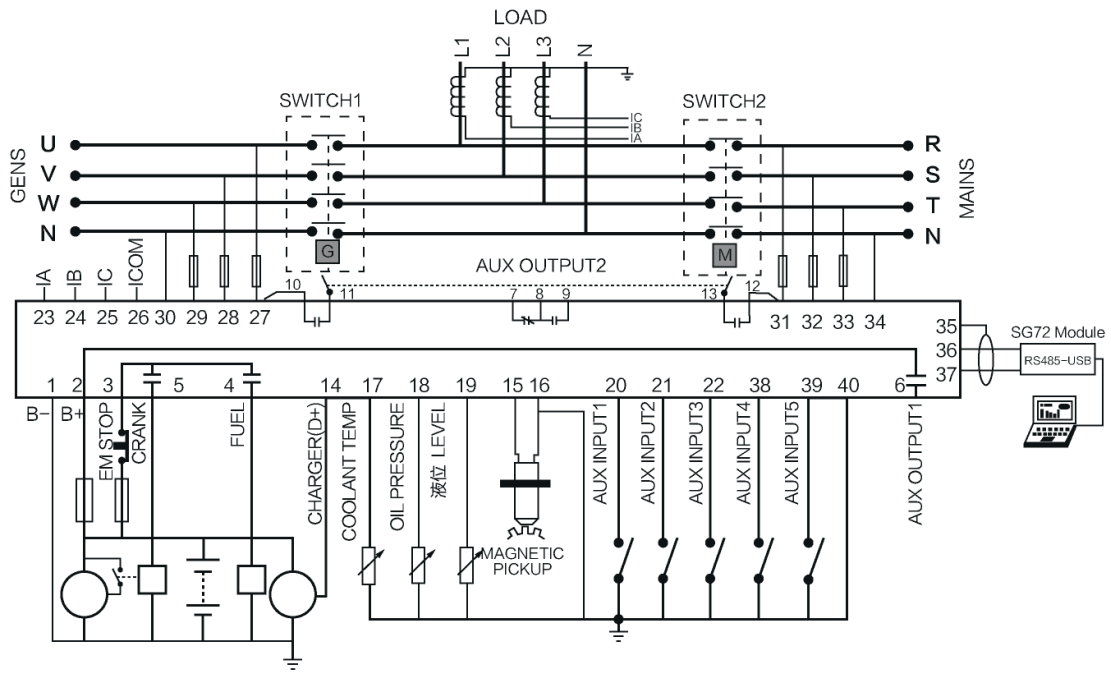 LOAD
L1 L2 L3 N
SWITCH1 SWITCH2
IC
IB
IA
GENS
MAINS
U R
V S
W T
N N
G M
AUX OUTPUT2
IA IB IC ICOM
10 11 7 8 9 13 12
23 24 25 26 30 29 28 27 31 32 33 34
35
36
37
SG72 Module
RS485-USB
1 2 3 5 4 14 17 18 19 15 16 20 21 22 38 39 40 6
B- B+
EM STOP
CRANK
FUEL
CHARGER(D+)
COOLANT TEMP
OIL PRESSURE
液位 LEVEL
MAGNETIC
PICKUP
AUX INPUT1
AUX INPUT2
AUX INPUT3
AUX INPUT4
AUX INPUT5
AUX OUTPUT1